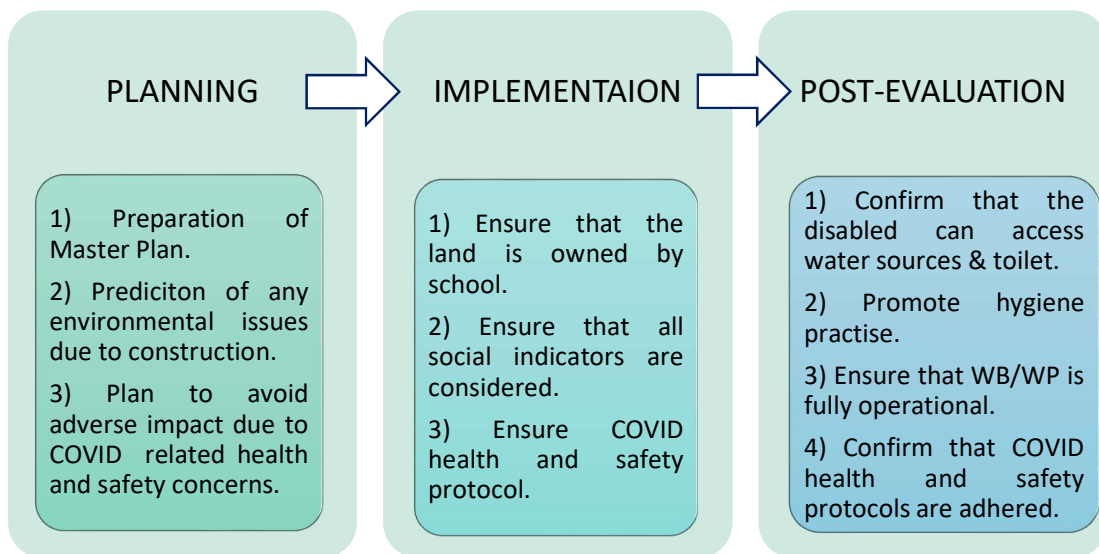 PLANNING
1) Preparation of
Master Plan.
2) Prediciton of any
environmental issues
due to construction.
3) Plan to avoid
adverse impact due to
COVID related health
and safety concerns.
IMPLEMENTAION
1) Ensure that the
land is owned by
school.
2) Ensure that all
social indicators are
considered.
3) Ensure COVID
health and safety
protocol.
POST-EVALUATION
1) Confirm that the
disabled can access
water sources & toilet.
2) Promote hygiene
practise.
3) Ensure that WB/WP is
fully operational.
4) Confirm that COVID
health and safety
protocols are adhered.